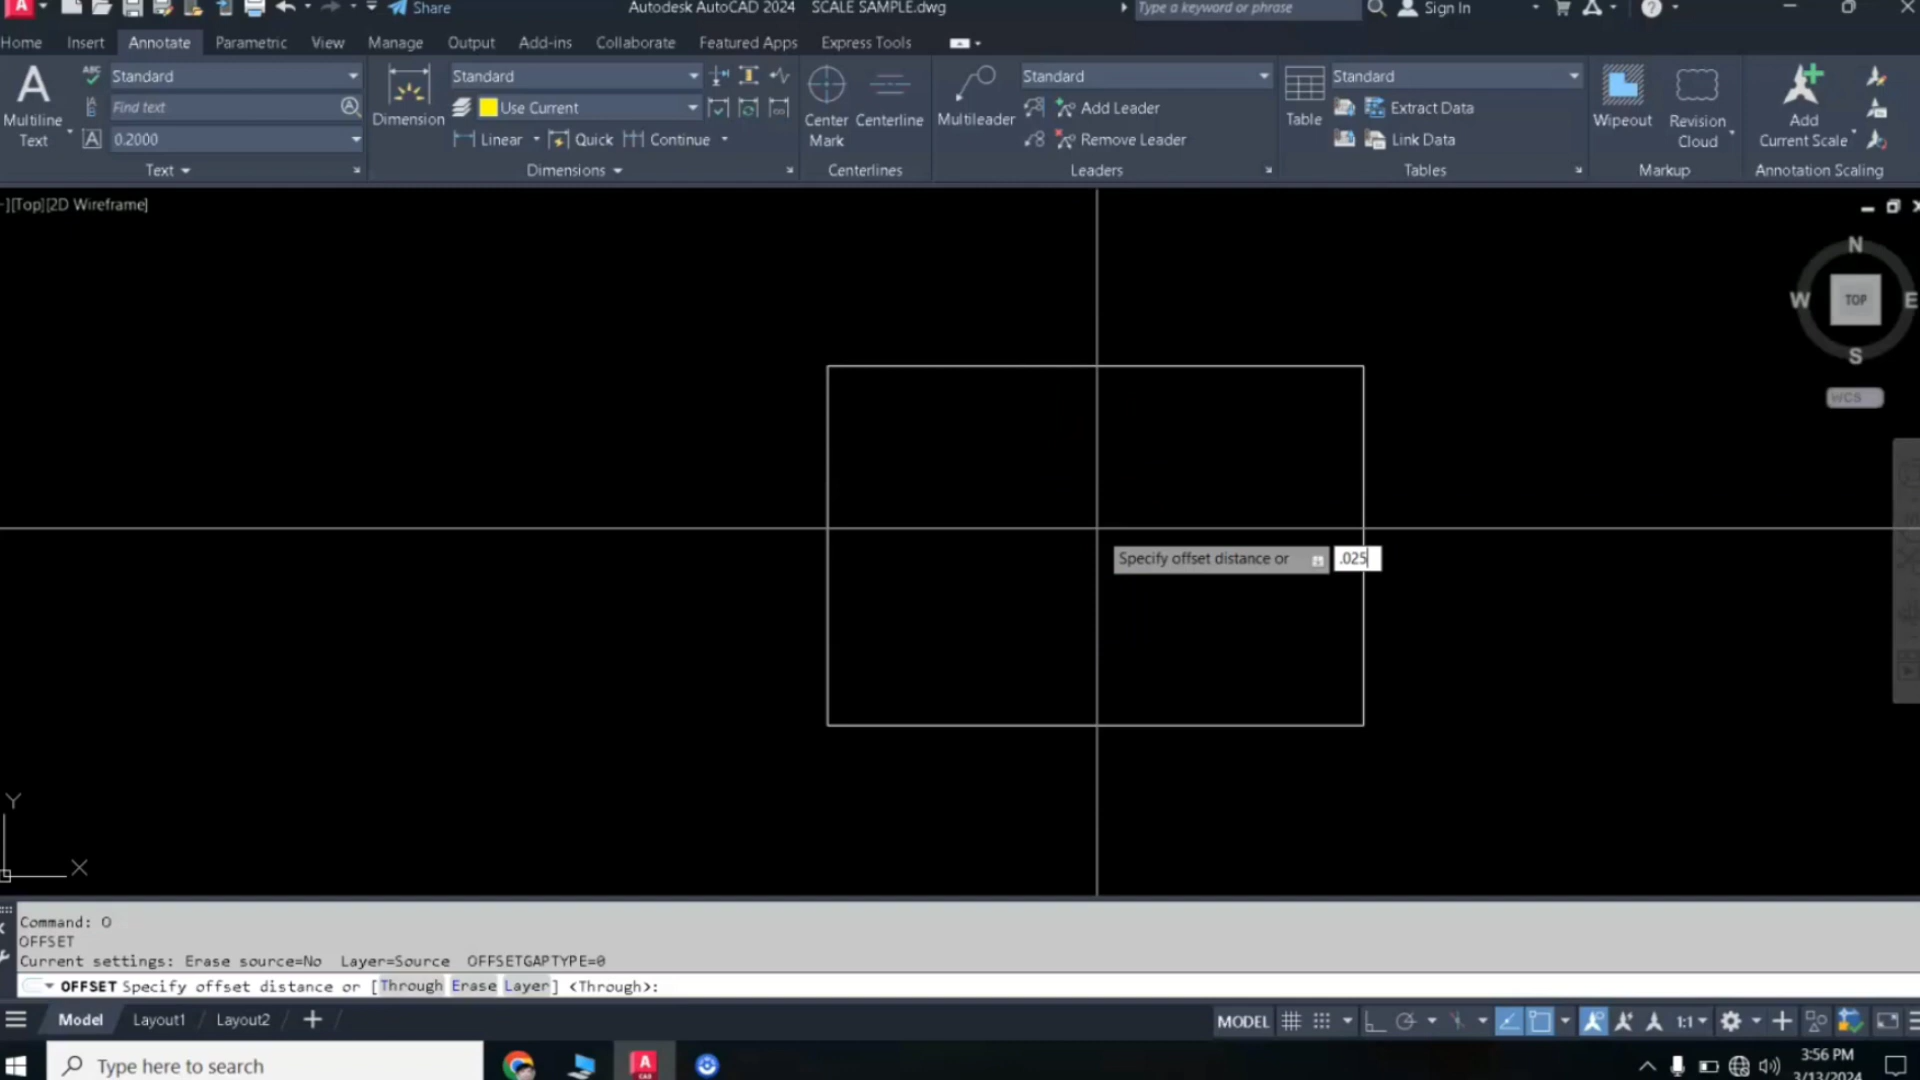 Share
Autodesk AutoCAD 2024 SCALE SAMPLE.dwg
Type a keyword or phrase
Sign In
Home Insert Annotate Parametric View Manage Output Add-ins Collaborate Featured Apps Express Tools
Multiline Text
Standard
Find text
0.2000
Text
Dimension
Standard
Use Current
Linear Quick Continue
Dimensions
Center Mark
Centerline
Centerlines
Multileader
Standard
Add Leader
Remove Leader
Leaders
Table
Standard
Extract Data
Link Data
Tables
Wipeout
Revision Cloud
Markup
Add Current Scale
Annotation Scaling
-][Top][2D Wireframe]
N
W TOP E
S
WCS
Specify offset distance or .025
Y
X
Command: O
OFFSET
Current settings: Erase source=No Layer=Source OFFSETGAPTYPE=0
OFFSET Specify offset distance or [Through Erase Layer] <Through>:
Model Layout1 Layout2
MODEL 1:1
Type here to search
3:56 PM
3/13/2024